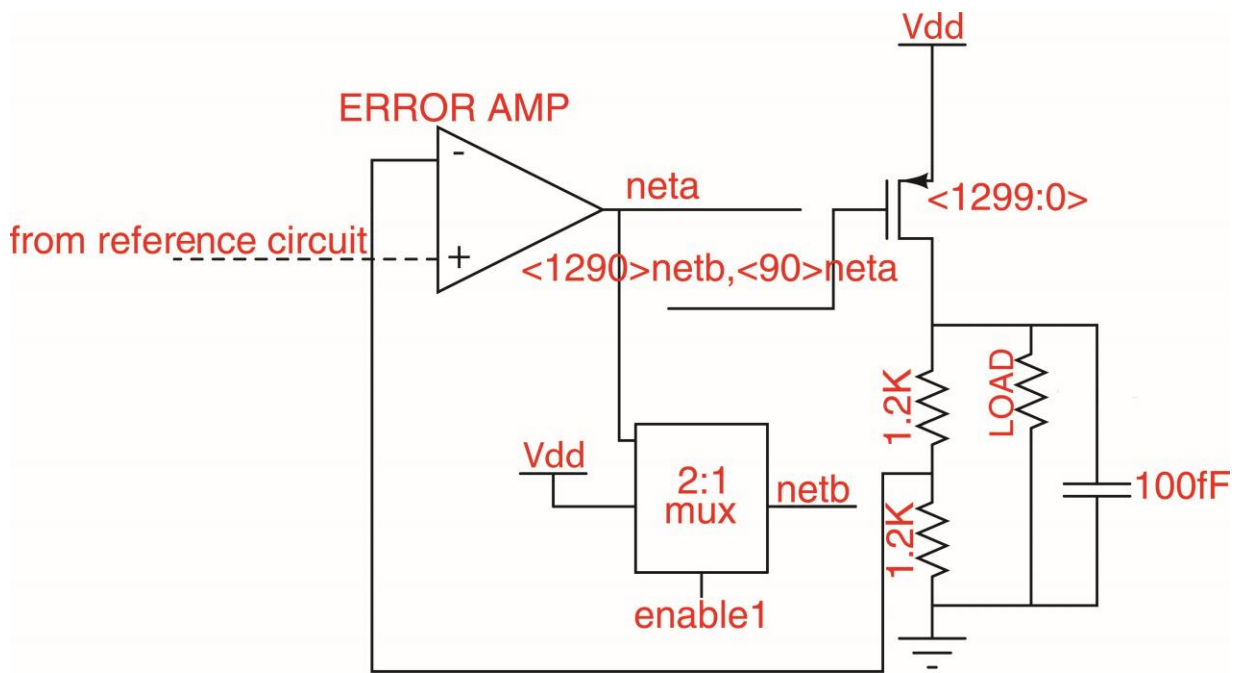 Vdd
ERROR AMP
-
neta
<1299:0>
from reference circuit
+
<1290>netb,<90>neta
1.2K
LOAD
Vdd
2:1
mux
netb
1.2K
100fF
enable1